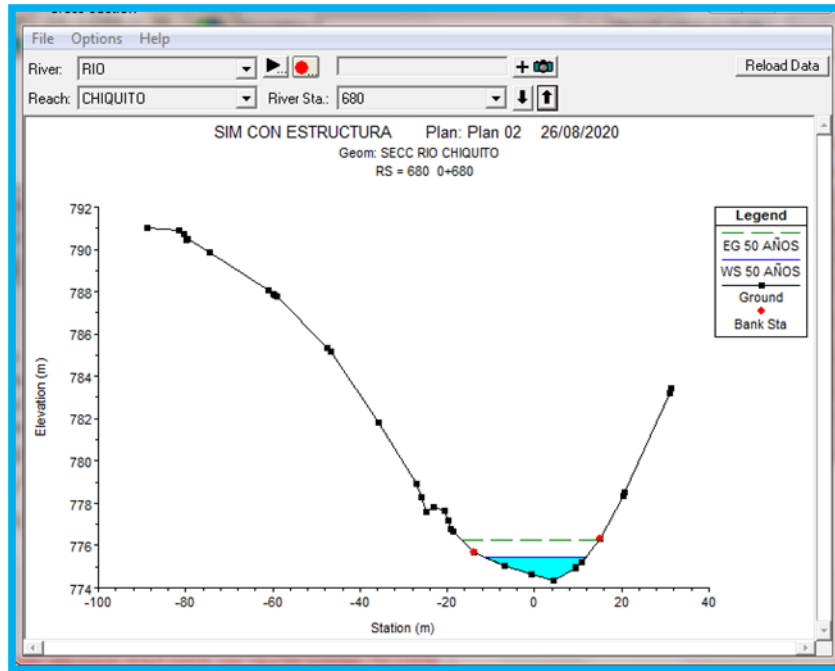 File Options Help
River: RIO
Reload Data
Reach: CHIQUITO River Sta.: 680
SIM CON ESTRUCTURA Plan: Plan 02 26/08/2020
Geom: SECC RIO CHIQUITO
RS = 680 0+680
792
790
788
786
784
782
780
778
776
774
Elevation (m)
-100 -80 -60 -40 -20 0 20 40
Station (m)
Legend
EG 50 AÑOS
WS 50 AÑOS
Ground
Bank Sta